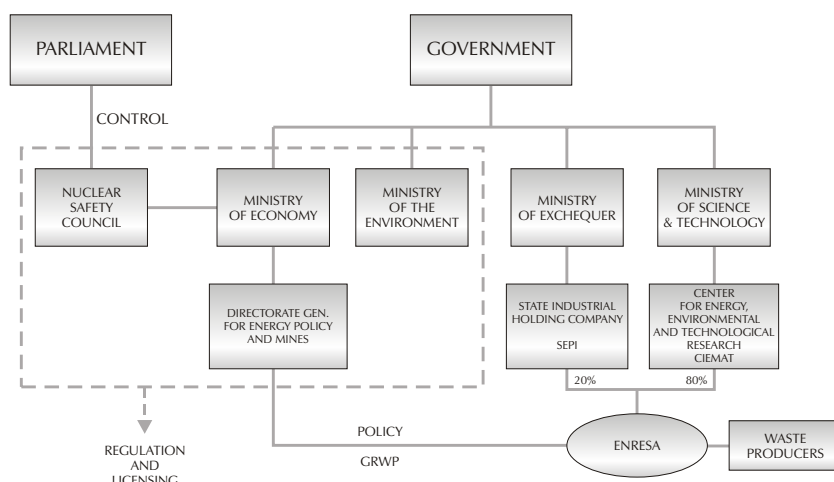 PARLIAMENT
GOVERNMENT
CONTROL
NUCLEAR
SAFETY
COUNCIL
MINISTRY
OF ECONOMY
MINISTRY
OF THE
ENVIRONMENT
MINISTRY
OF EXCHEQUER
MINISTRY
OF SCIENCE
& TECHNOLOGY
DIRECTORATE GEN.
FOR ENERGY POLICY
AND MINES
STATE INDUSTRIAL
HOLDING COMPANY
SEPI
CENTER
FOR ENERGY,
ENVIRONMENTAL
AND TECHNOLOGICAL
RESEARCH
CIEMAT
20%
80%
REGULATION
AND
LICENSING
POLICY
GRWP
ENRESA
WASTE
PRODUCERS